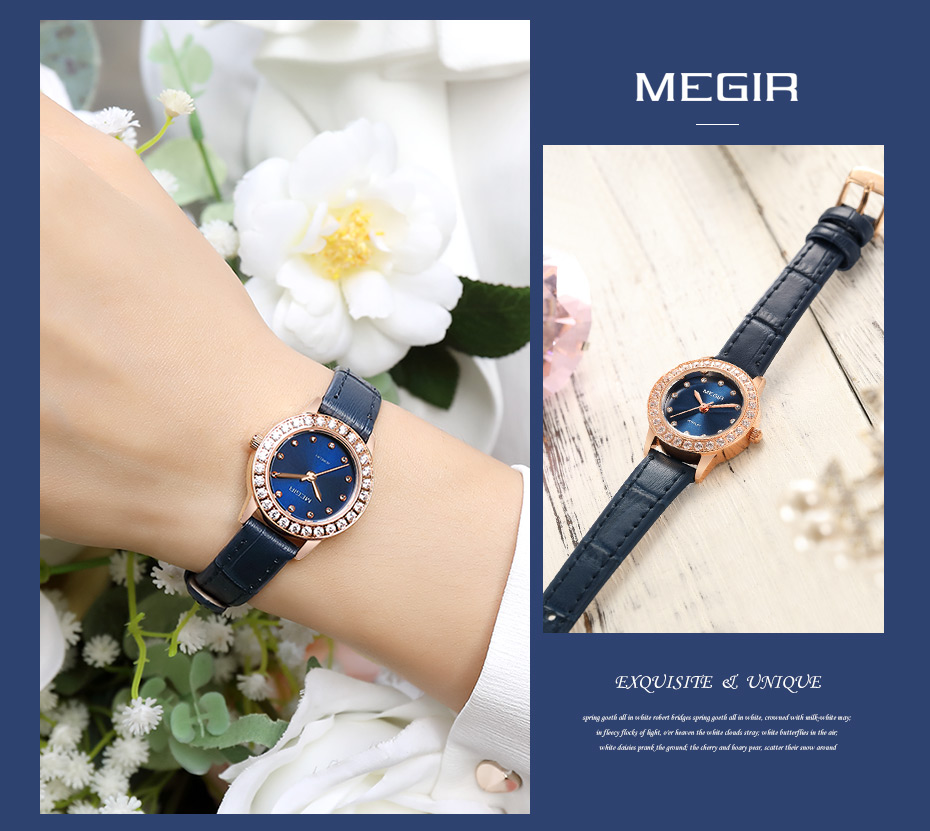 MEGIR
MEGIR
MEGIR
EXQUISITE & UNIQUE
spring goeth all in white robert bridges spring goeth all in white, crowned with milk-white may;
in fleecy flocks of light, o'er heaven the white clouds stray; white butterflies in the air;
white daisies prank the ground; the cherry and hoary pear, scatter their snow around